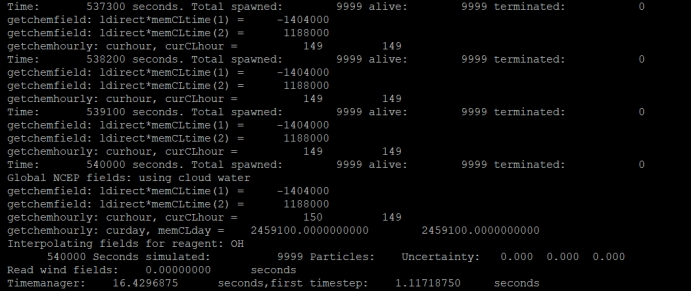 Time:      537300 seconds. Total spawned:        9999 alive:        9999 terminated:           0
getchemfield: ldirect*memCLtime(1) =     -1404000
getchemfield: ldirect*memCLtime(2) =      1188000
getchemhourly: curhour, curCLhour =          149         149
Time:      538200 seconds. Total spawned:        9999 alive:        9999 terminated:           0
getchemfield: ldirect*memCLtime(1) =     -1404000
getchemfield: ldirect*memCLtime(2) =      1188000
getchemhourly: curhour, curCLhour =          149         149
Time:      539100 seconds. Total spawned:        9999 alive:        9999 terminated:           0
getchemfield: ldirect*memCLtime(1) =     -1404000
getchemfield: ldirect*memCLtime(2) =      1188000
getchemhourly: curhour, curCLhour =          149         149
Time:      540000 seconds. Total spawned:        9999 alive:        9999 terminated:           0
Global NCEP fields: using cloud water
getchemfield: ldirect*memCLtime(1) =     -1404000
getchemfield: ldirect*memCLtime(2) =      1188000
getchemhourly: curhour, curCLhour =          150         149
getchemhourly: curday, memCLday =    2459100.0000000000        2459100.0000000000
Interpolating fields for reagent: OH
      540000 Seconds simulated:          9999 Particles:    Uncertainty:   0.000  0.000  0.000
Read wind fields:    0.00000000      seconds
Timemanager:    16.4296875      seconds,first timestep:    1.11718750      seconds